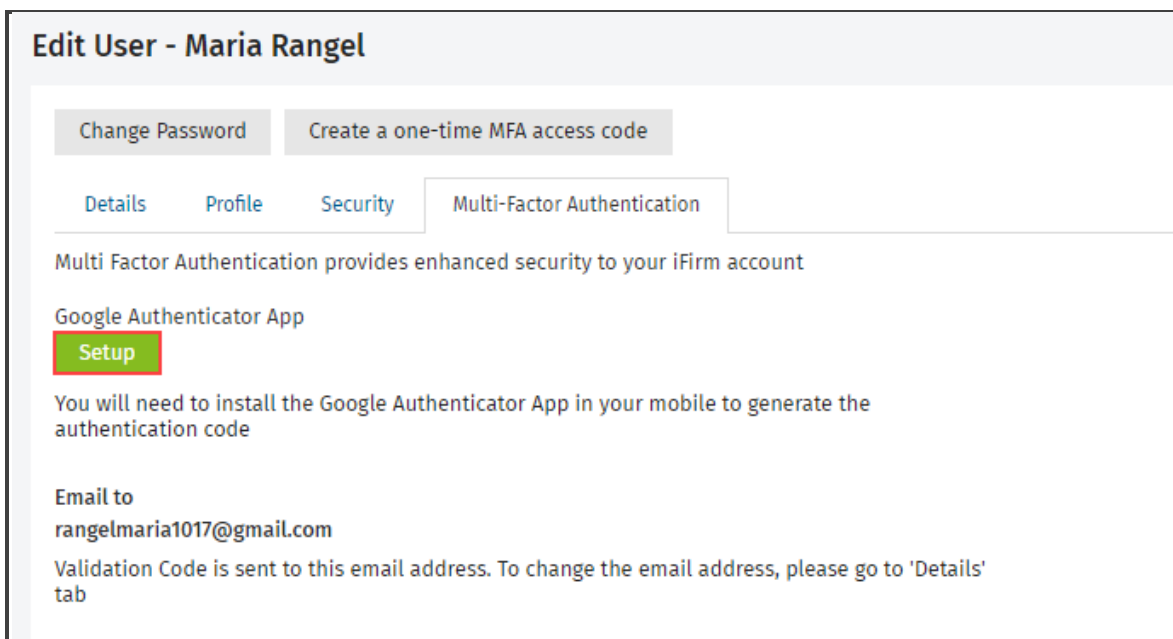 Edit User - Maria Rangel
Change Password
Create a one-time MFA access code
Details
Profile
Security
Multi-Factor Authentication
Multi Factor Authentication provides enhanced security to your iFirm account
Google Authenticator App
Setup
You will need to install the Google Authenticator App in your mobile to generate the
authentication code
Email to
rangelmaria1017@gmail.com
Validation Code is sent to this email address. To change the email address, please go to 'Details'
tab